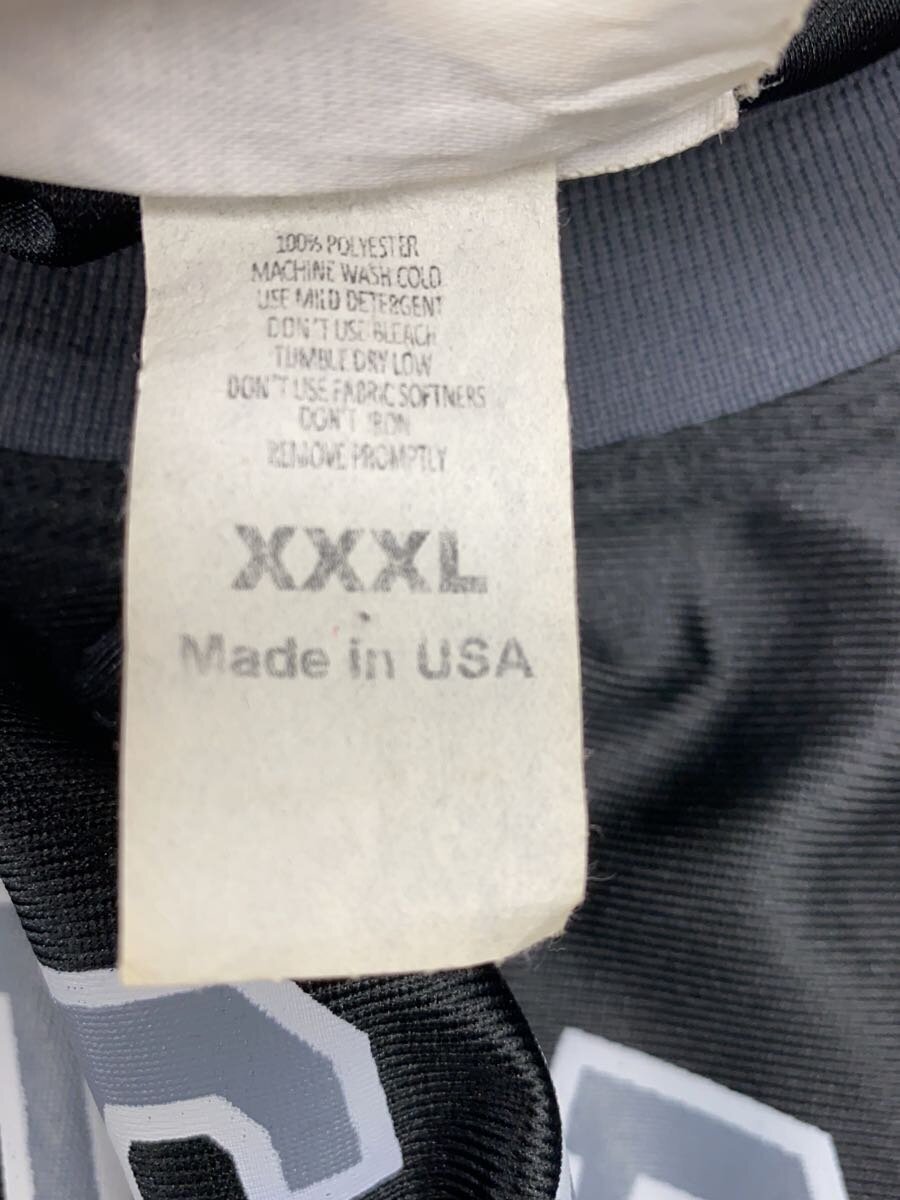 100% POLYESTER
MACHINE WASH COLD
USE MILD DETERGENT
DON'T USE BLEACH
TUMBLE DRY LOW
DON'T USE FABRIC SOFTNERS
DON'T IRON
REMOVE PROMPTLY
XXXL
Made in USA